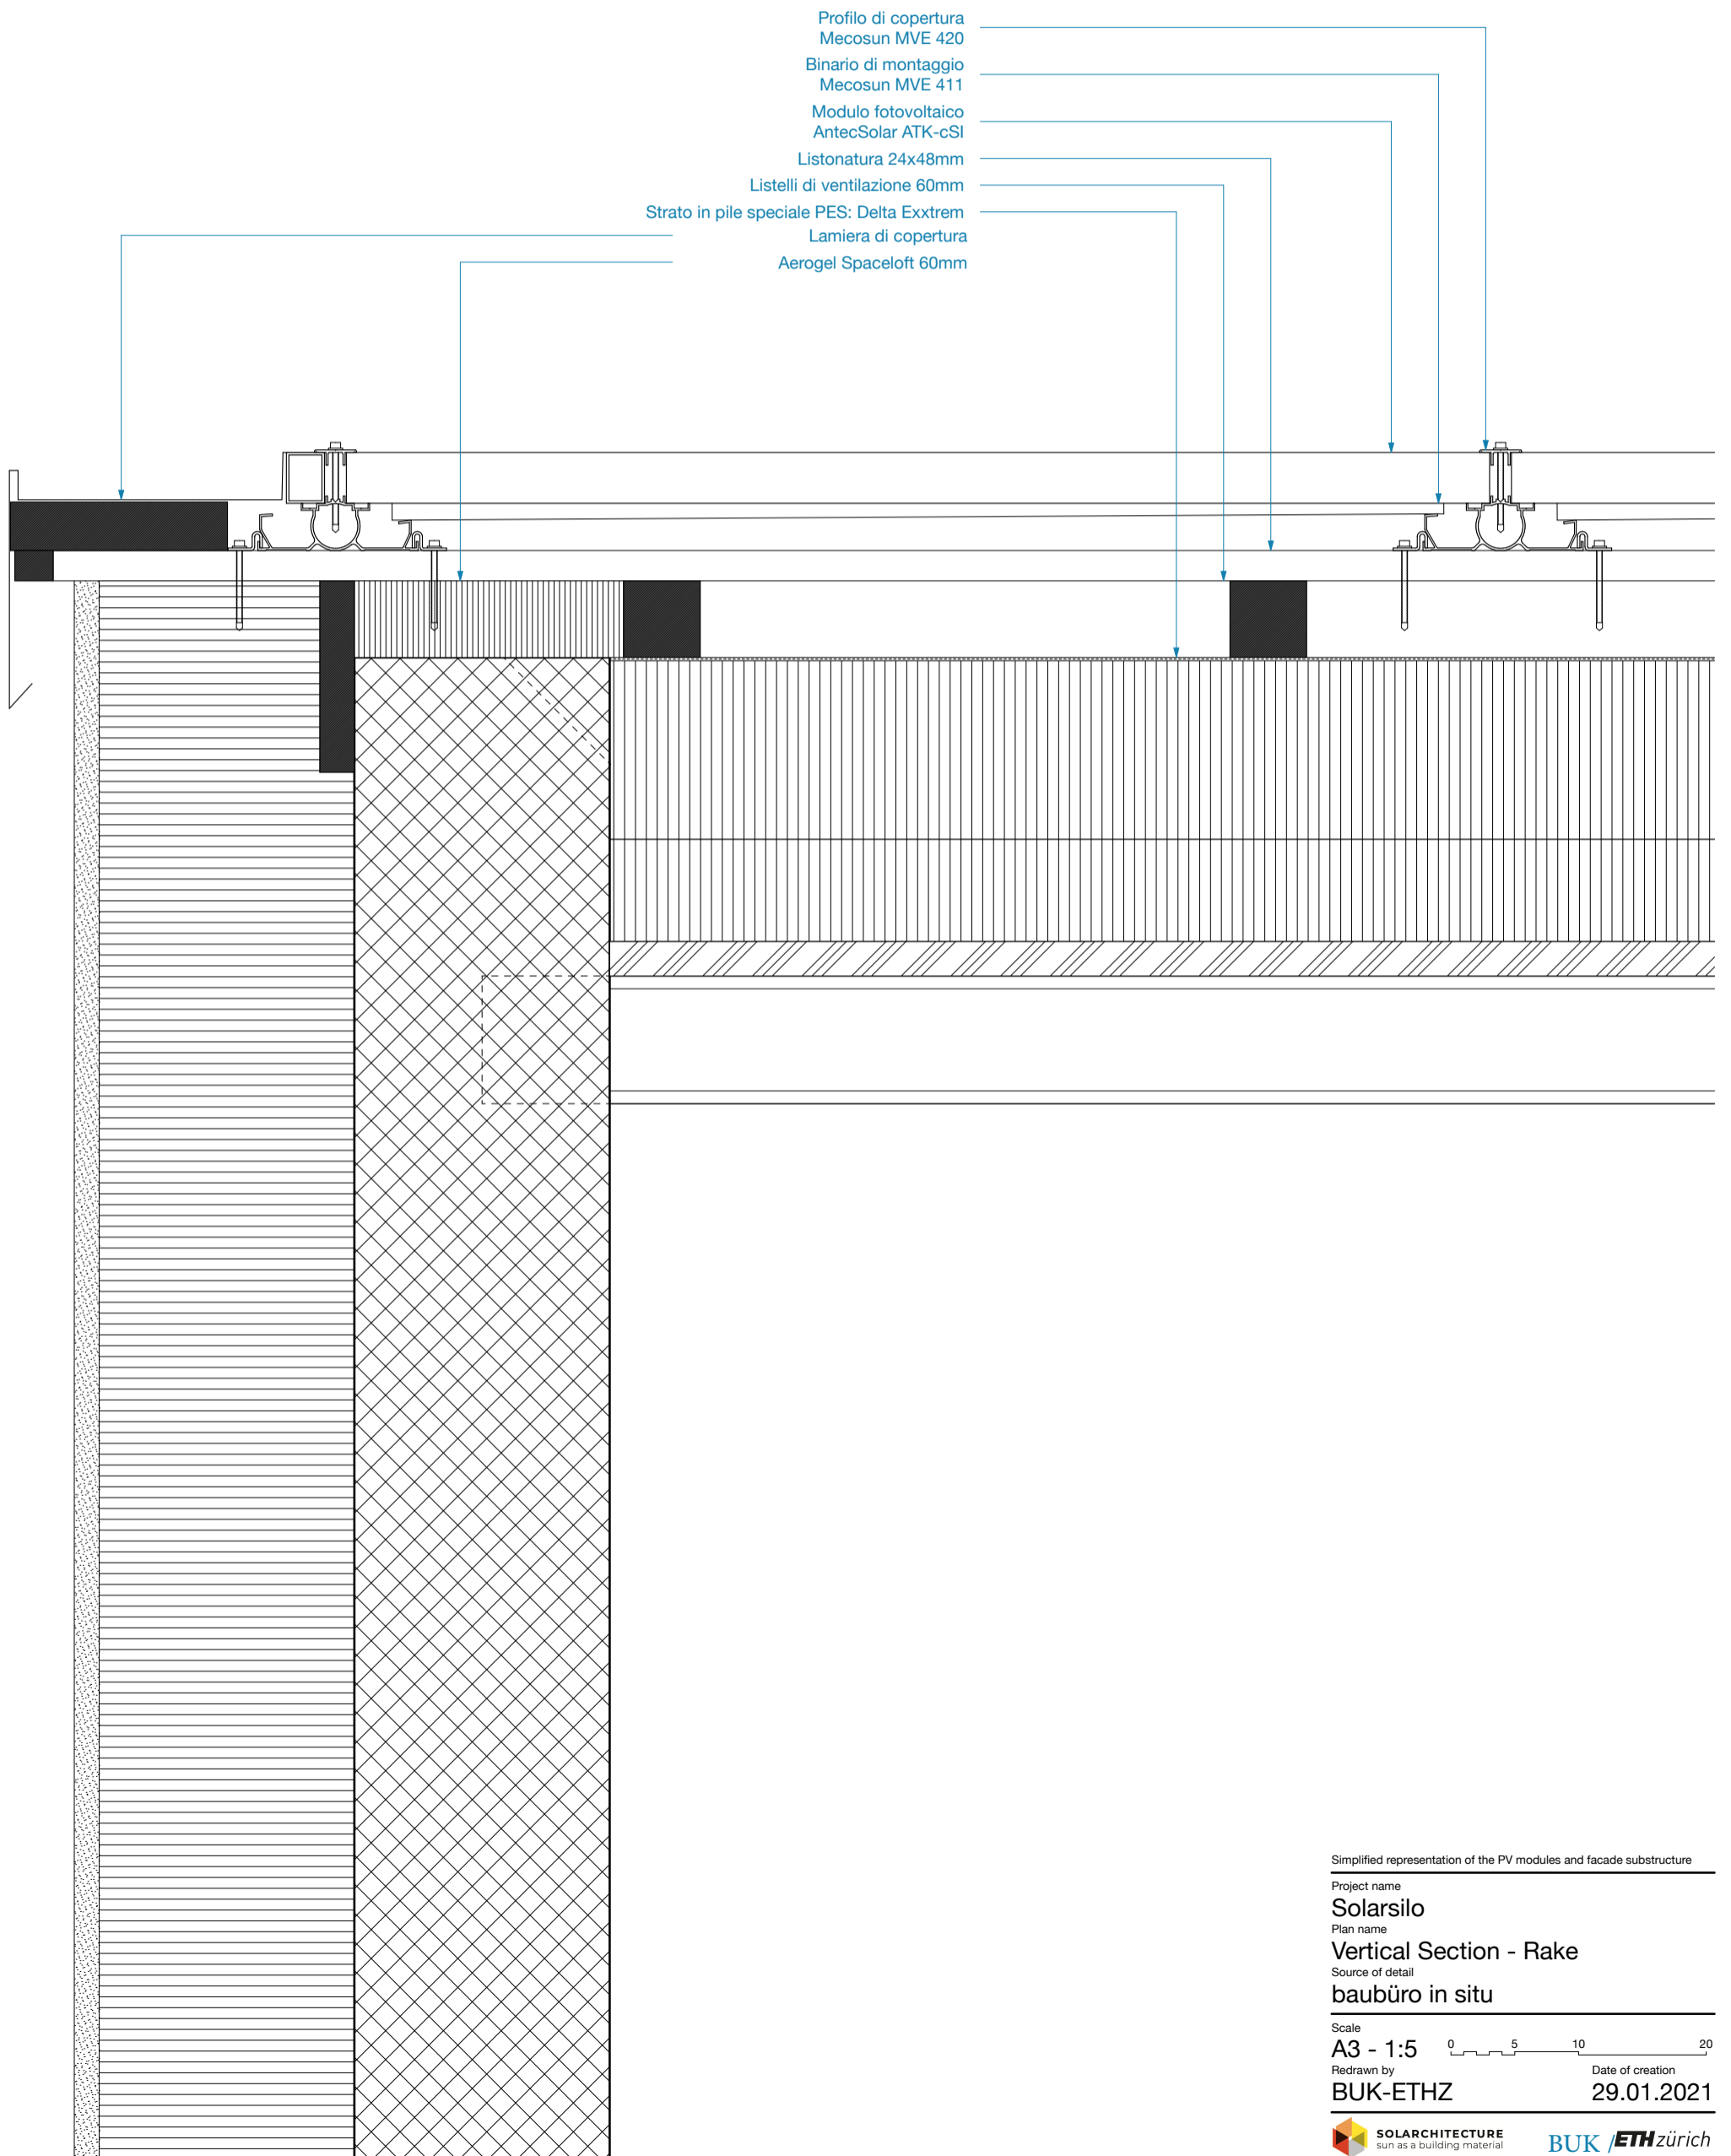 Profilo di copertura
Mecosun MVE 420
Binario di montaggio
Mecosun MVE 411
Modulo fotovoltaico
AntecSolar ATK-cSI
Listonatura 24x48mm
Listelli di ventilazione 60mm
Strato in pile speciale PES: Delta Exxtrem
Lamiera di copertura
Aerogel Spaceloft 60mm
Simplified representation of the PV modules and facade substructure
Project name
Solarsilo
Plan name
Vertical Section - Rake
Source of detail
baubüro in situ
Scale
A3 - 1:5
0 5 10 20
Redrawn by
BUK-ETHZ
Date of creation
29.01.2021
SOLARCHITECTURE
sun as a building material
BUK / ETH zürich